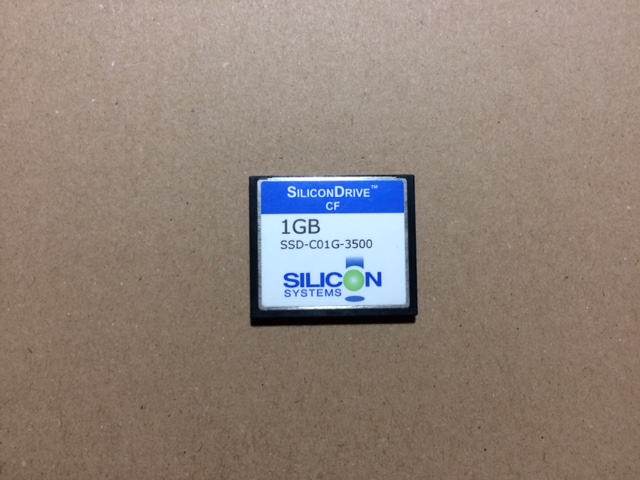 SILICONDRIVE™
CF
1GB
SSD-C01G-3500
SILICON
SYSTEMS